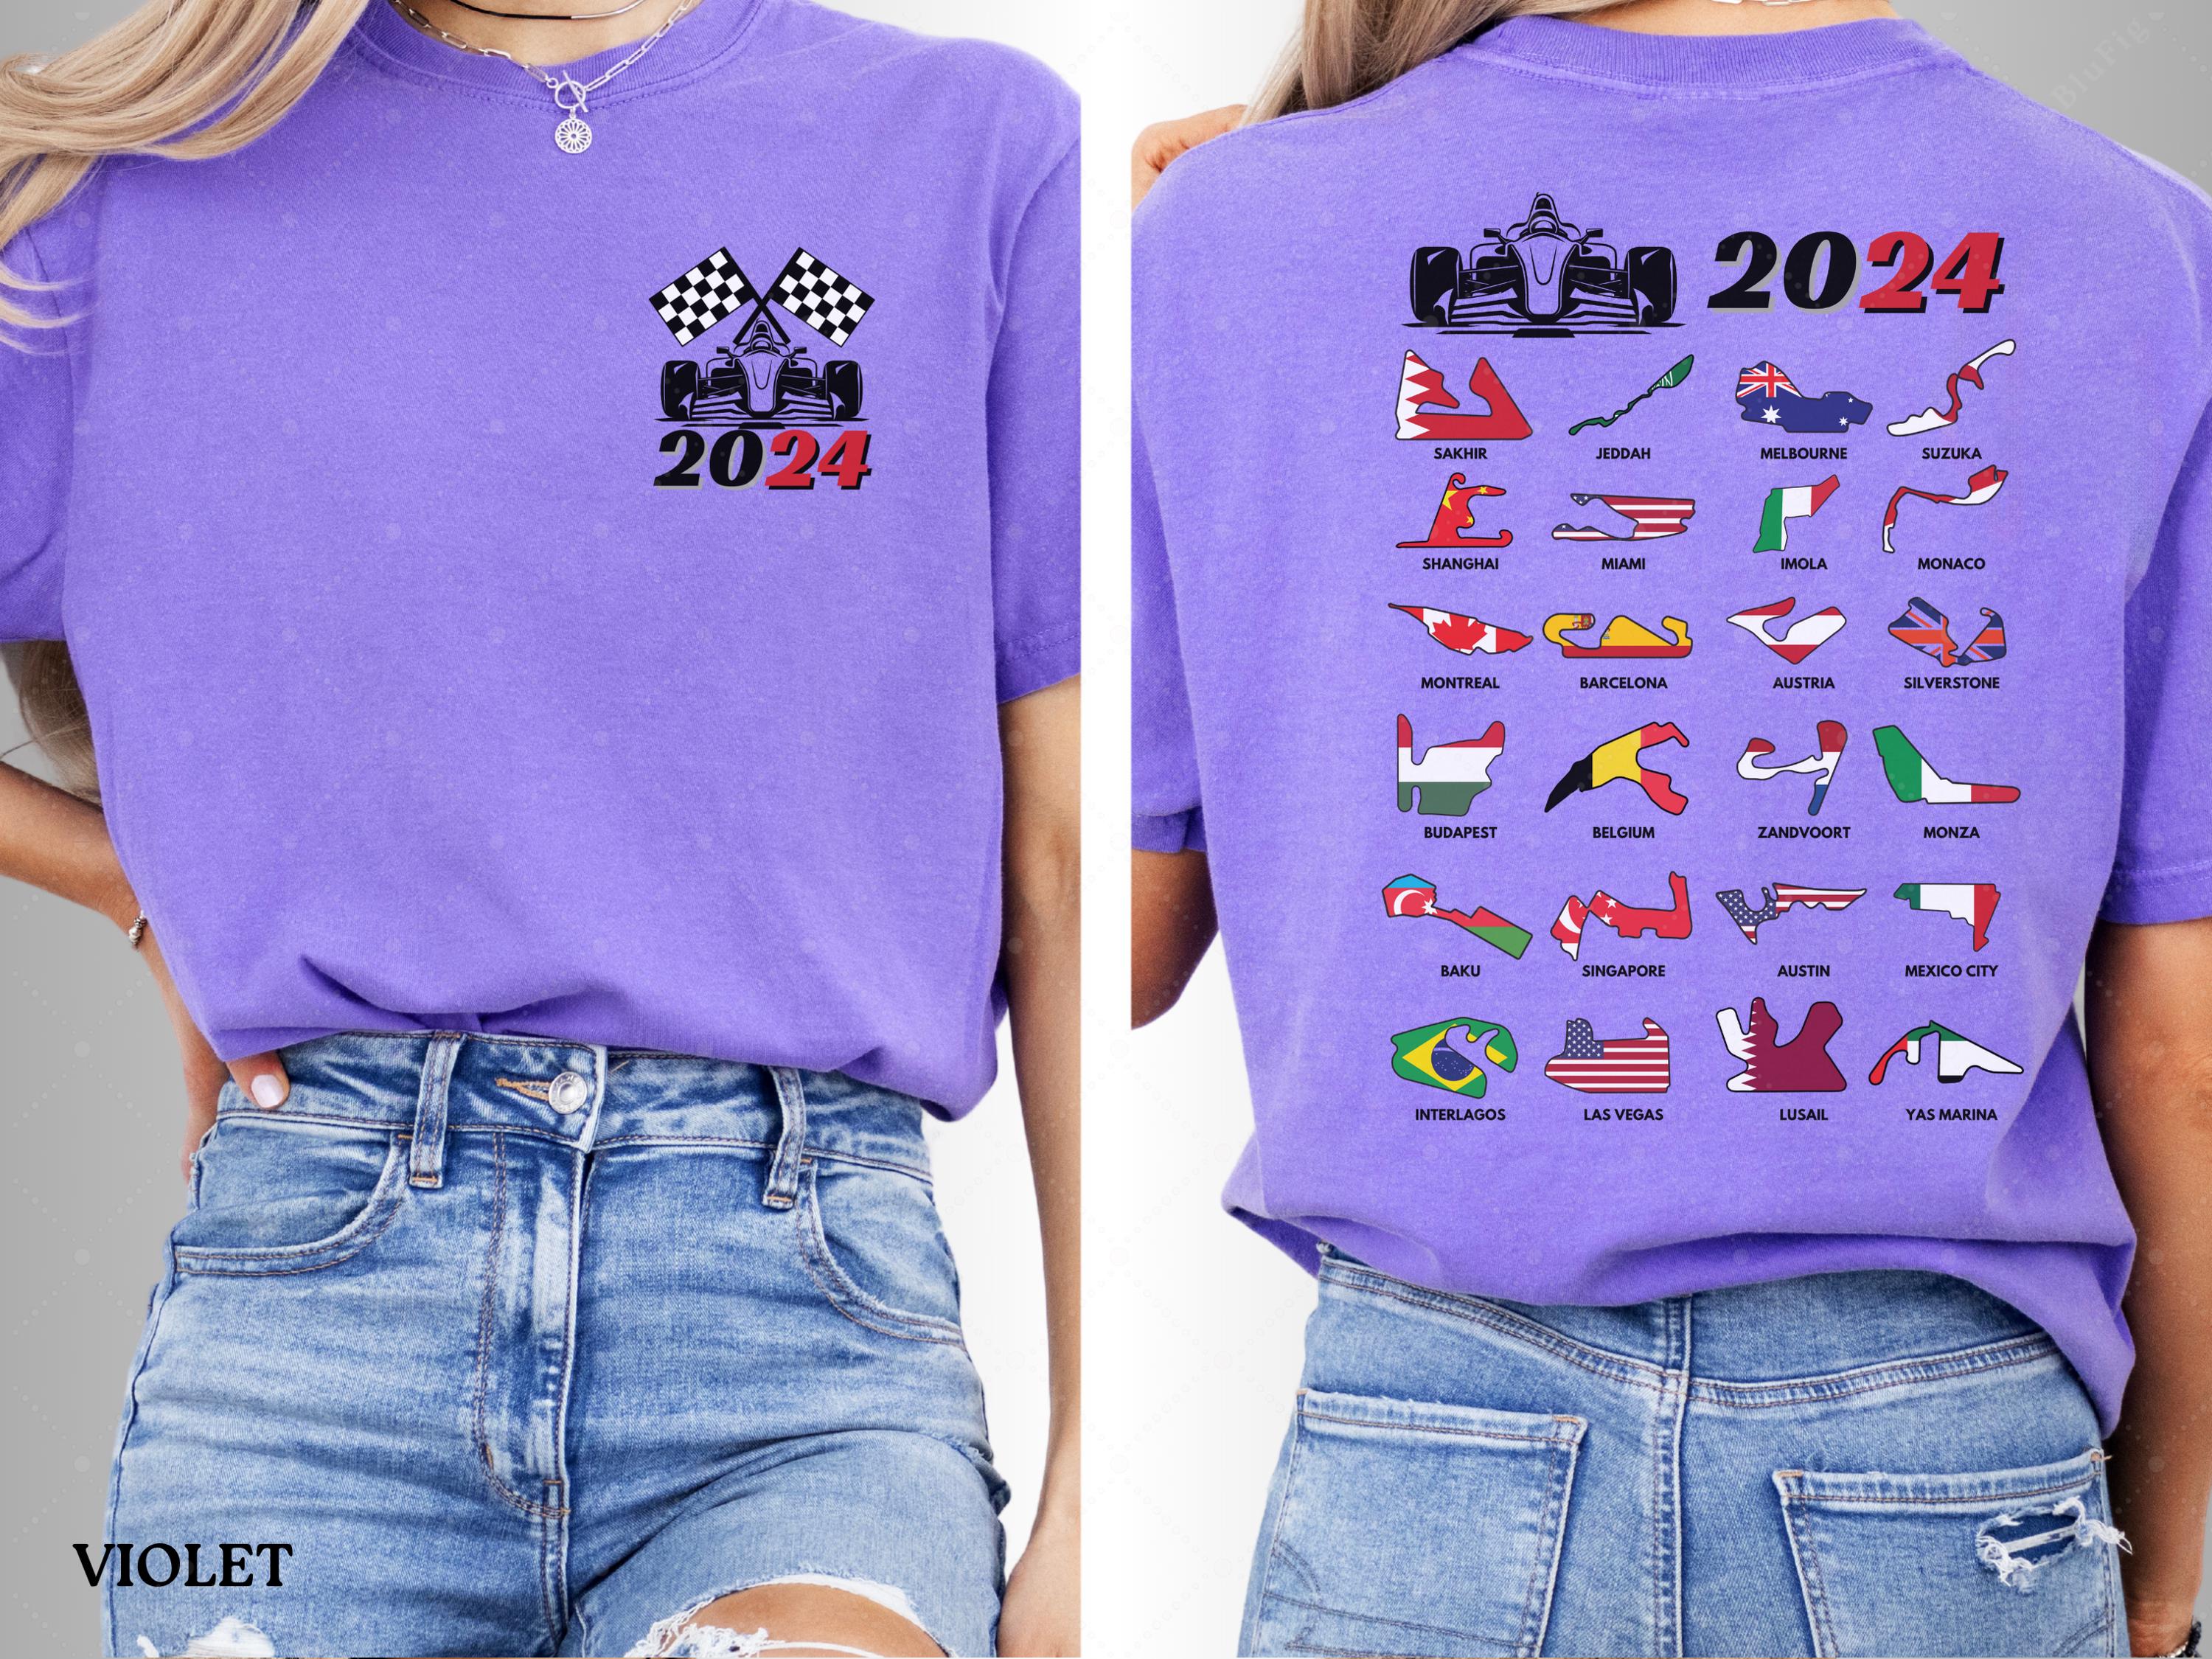 2024
VIOLET
BluFig
2024
SAKHIR JEDDAH MELBOURNE SUZUKA
SHANGHAI MIAMI IMOLA MONACO
MONTREAL BARCELONA AUSTRIA SILVERSTONE
BUDAPEST BELGIUM ZANDVOORT MONZA
BAKU SINGAPORE AUSTIN MEXICO CITY
INTERLAGOS LAS VEGAS LUSAIL YAS MARINA